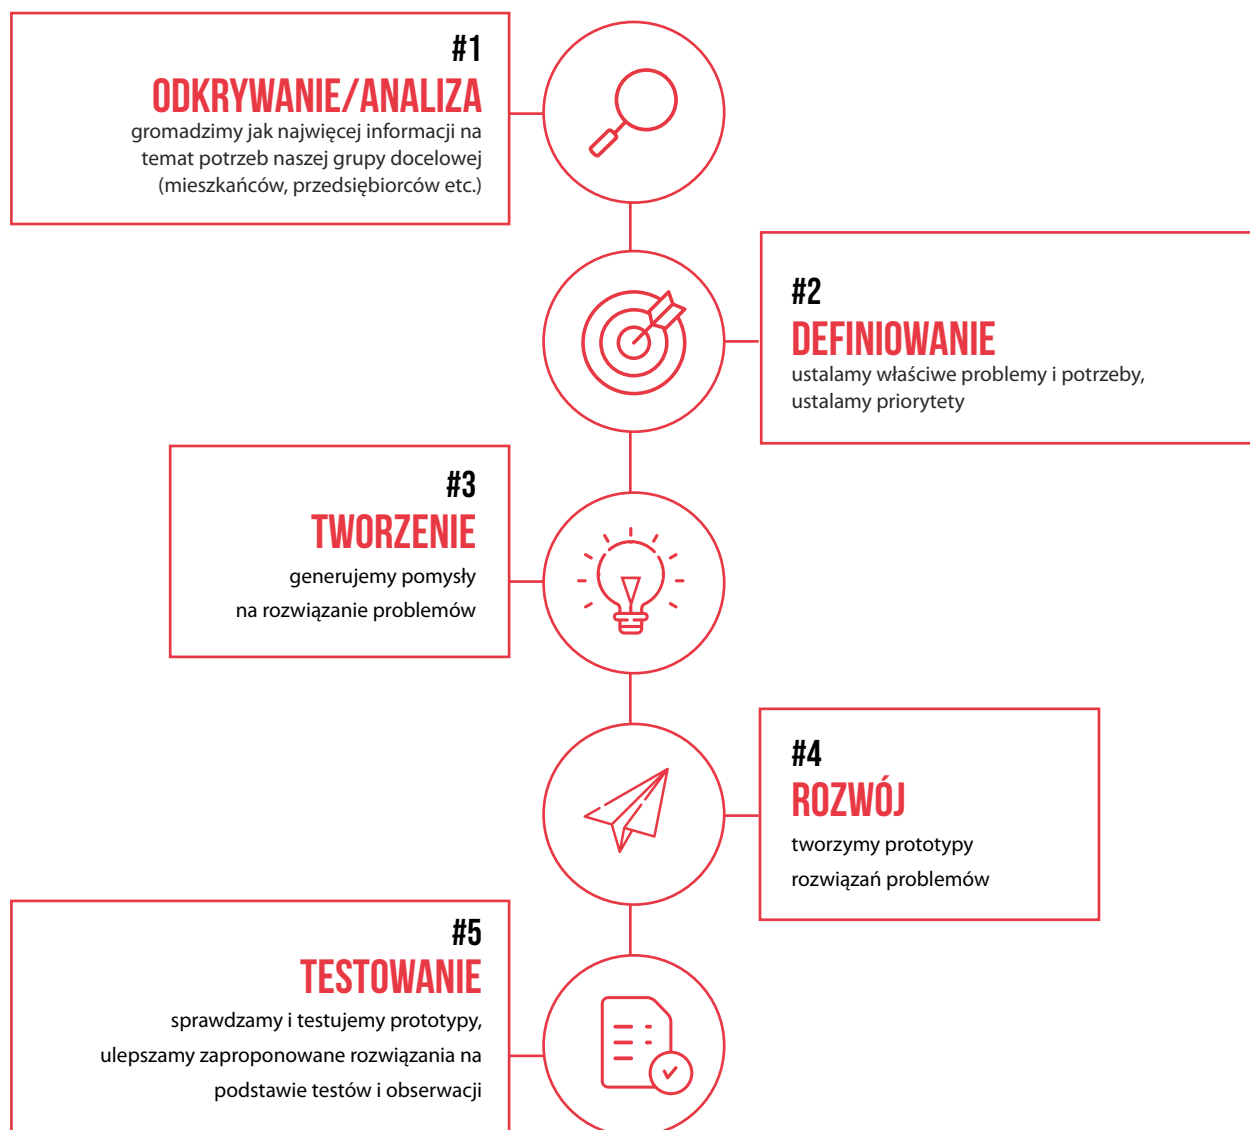 #1
ODKRYWANIE/ANALIZA
gromadzimy jak najwięcej informacji na
temat potrzeb naszej grupy docelowej
(mieszkańców, przedsiębiorców etc.)
#2
DEFINIOWANIE
ustalamy właściwe problemy i potrzeby,
ustalamy priorytety
#3
TWORZENIE
generujemy pomysły
na rozwiązanie problemów
#4
ROZWÓJ
tworzymy prototypy
rozwiązań problemów
#5
TESTOWANIE
sprawdzamy i testujemy prototypy,
ulepszamy zaproponowane rozwiązania na
podstawie testów i obserwacji